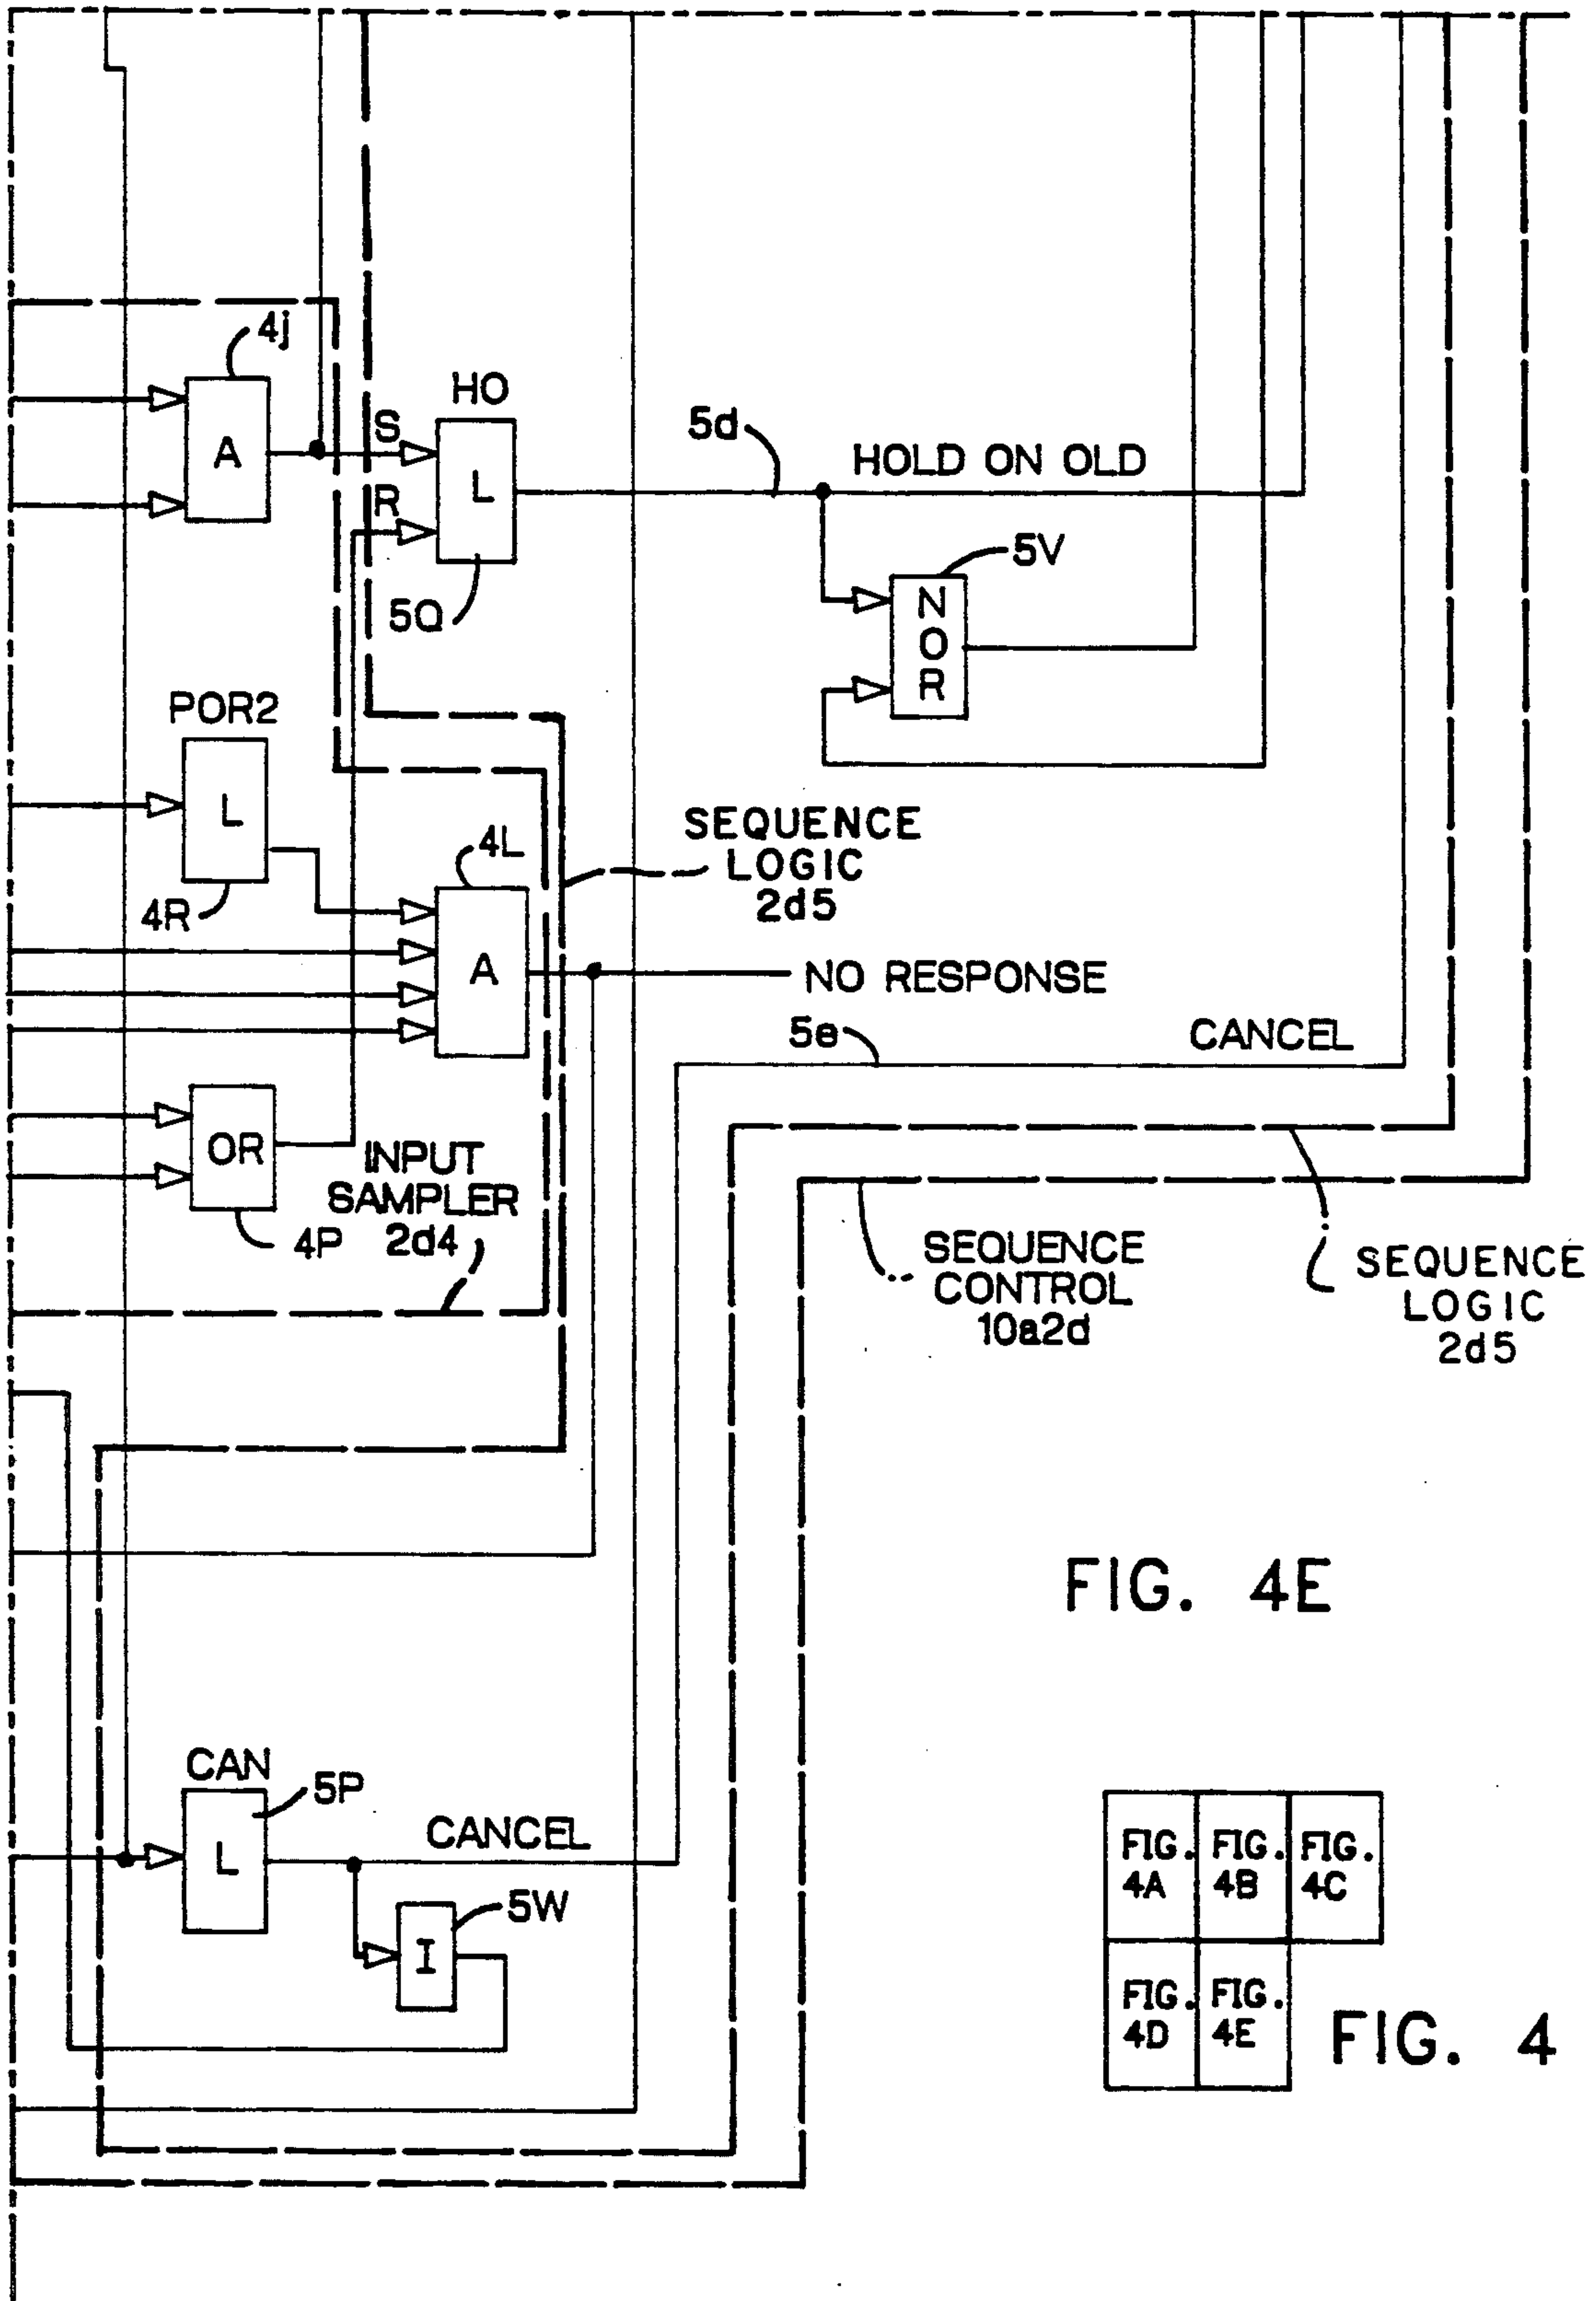 4j
A
HO
S
R
L
5Q
5d
HOLD ON OLD
5V
N
O
R
POR2
L
4R
4L
A
SEQUENCE
LOGIC
2d5
NO RESPONSE
5e
CANCEL
OR
4P
INPUT
SAMPLER
2d4
SEQUENCE
CONTROL
10a2d
SEQUENCE
LOGIC
2d5
FIG. 4E
CAN
5P
L
CANCEL
5W
I
FIG.
4A
FIG.
4B
FIG.
4C
FIG.
4D
FIG.
4E
FIG. 4